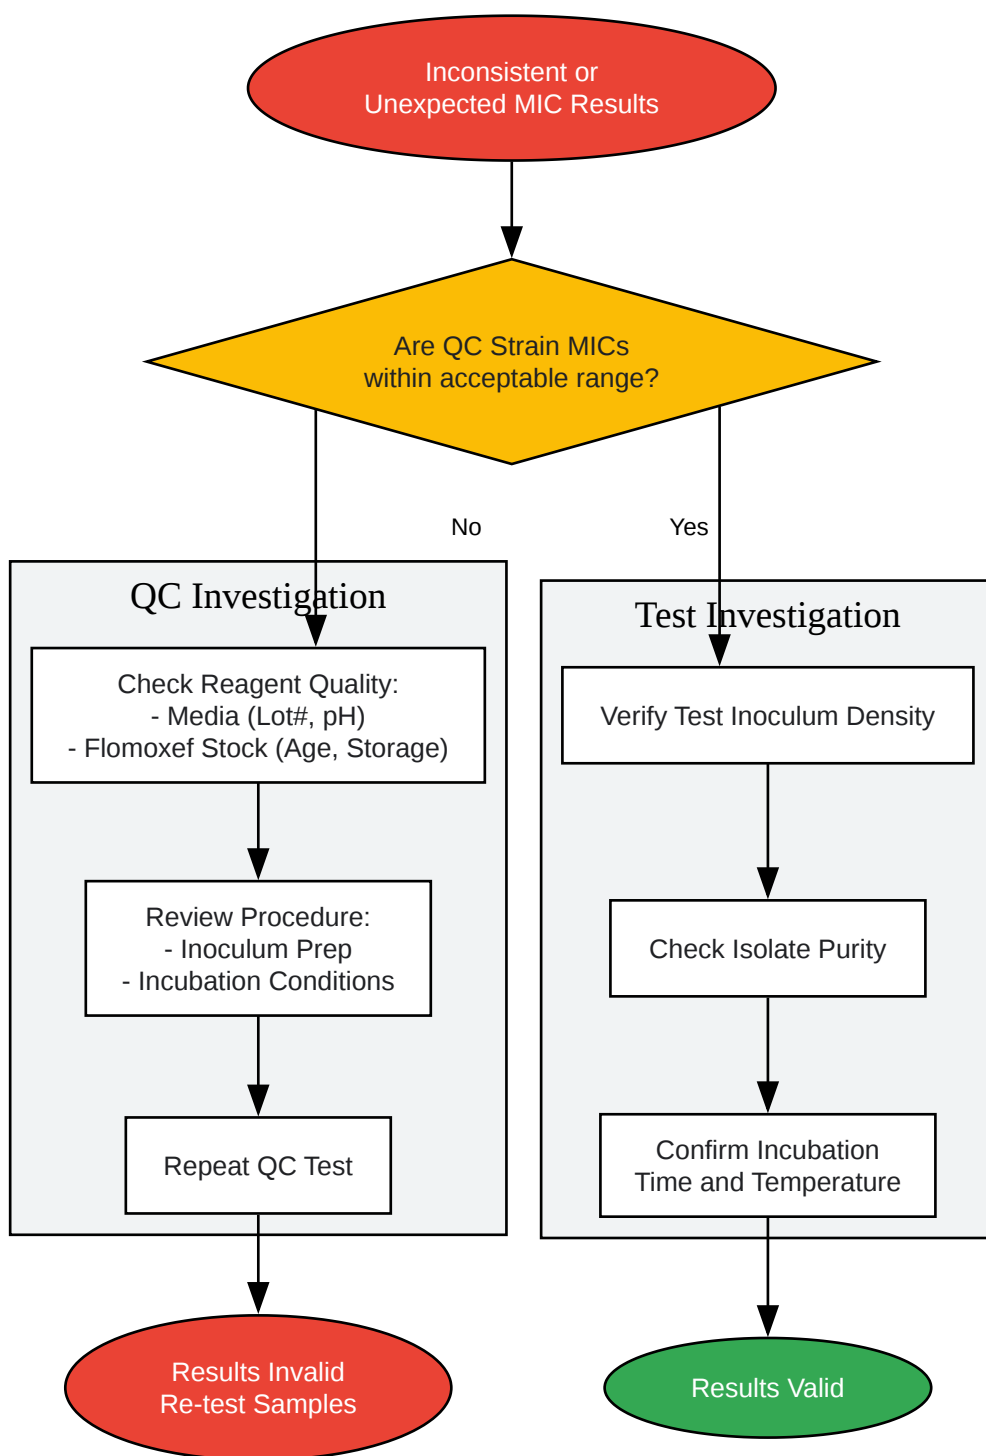 Inconsistent or
Unexpected MIC Results
Are QC Strain MICs
within acceptable range?
No
Yes
QC Investigation
Check Reagent Quality:
- Media (Lot#, pH)
- Flomoxef Stock (Age, Storage)
Review Procedure:
- Inoculum Prep
- Incubation Conditions
Repeat QC Test
Results Invalid
Re-test Samples
Test Investigation
Verify Test Inoculum Density
Check Isolate Purity
Confirm Incubation
Time and Temperature
Results Valid